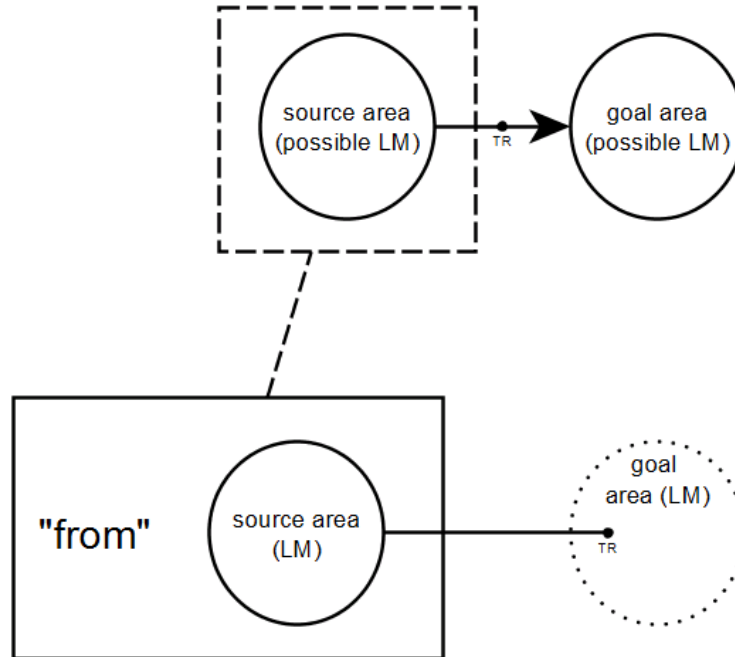 source area
(possible LM)
goal area
(possible LM)
TR
"from"
source area
(LM)
goal
area (LM)
TR